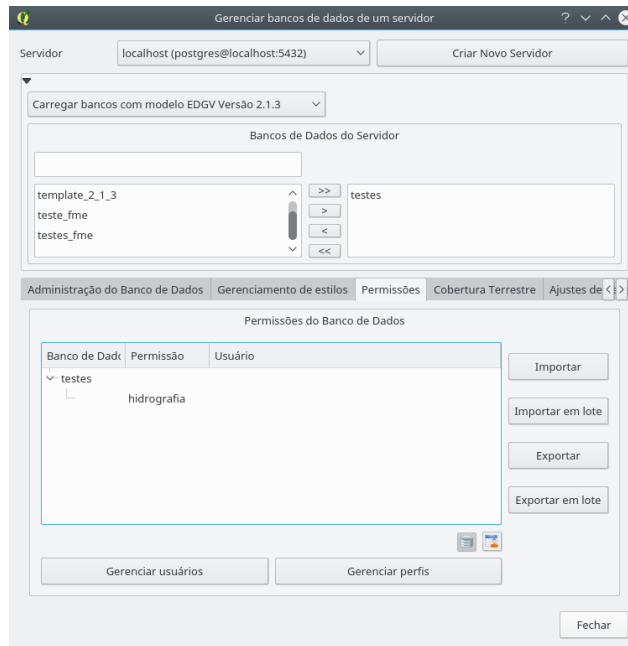 Gerenciar bancos de dados de um servidor
Servidor
localhost (postgres@localhost:5432)
Criar Novo Servidor
Carregar bancos com modelo EDGV Versão 2.1.3
Bancos de Dados do Servidor
template_2_1_3
teste_fme
testes_fme
>>
>
<
<<
testes
Administração do Banco de Dados
Gerenciamento de estilos
Permissões
Cobertura Terrestre
Ajustes de
Permissões do Banco de Dados
Banco de Dado
Permissão
Usuário
testes
hidrografia
Importar
Importar em lote
Exportar
Exportar em lote
Gerenciar usuários
Gerenciar perfis
Fechar